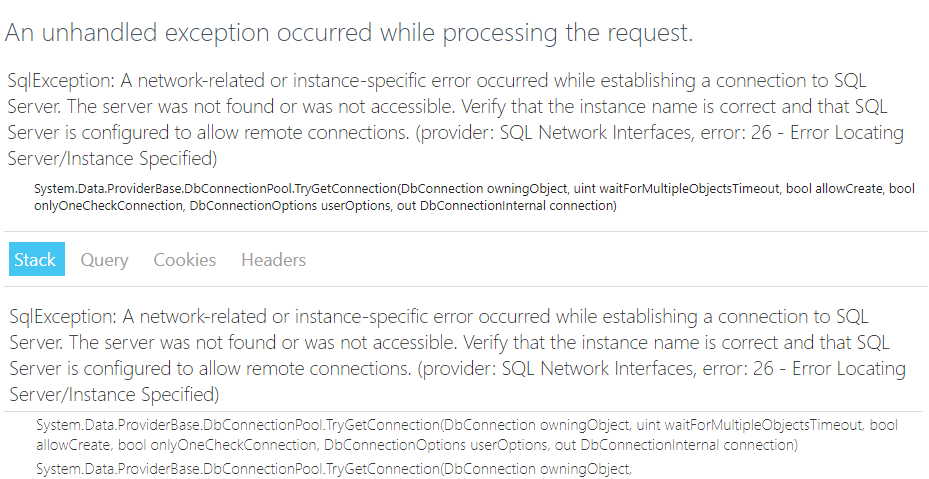 An unhandled exception occurred while processing the request.
SqlException: A network-related or instance-specific error occurred while establishing a connection to SQL
Server. The server was not found or was not accessible. Verify that the instance name is correct and that SQL
Server is configured to allow remote connections. (provider: SQL Network Interfaces, error: 26 - Error Locating
Server/Instance Specified)
System.Data.ProviderBase.DbConnectionPool.TryGetConnection(DbConnection owningObject, uint waitForMultipleObjectsTimeout, bool allowCreate, bool
onlyOneCheckConnection, DbConnectionOptions userOptions, out DbConnectionInternal connection)
Stack Query Cookies Headers
SqlException: A network-related or instance-specific error occurred while establishing a connection to SQL
Server. The server was not found or was not accessible. Verify that the instance name is correct and that SQL
Server is configured to allow remote connections. (provider: SQL Network Interfaces, error: 26 - Error Locating
Server/Instance Specified)
System.Data.ProviderBase.DbConnectionPool.TryGetConnection(DbConnection owningObject, uint waitForMultipleObjectsTimeout, bool
allowCreate, bool onlyOneCheckConnection, DbConnectionOptions userOptions, out DbConnectionInternal connection)
System.Data.ProviderBase.DbConnectionPool.TryGetConnection(DbConnection owningObject,